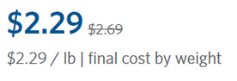 $2.29 $2.69
$2.29 / lb | final cost by weight